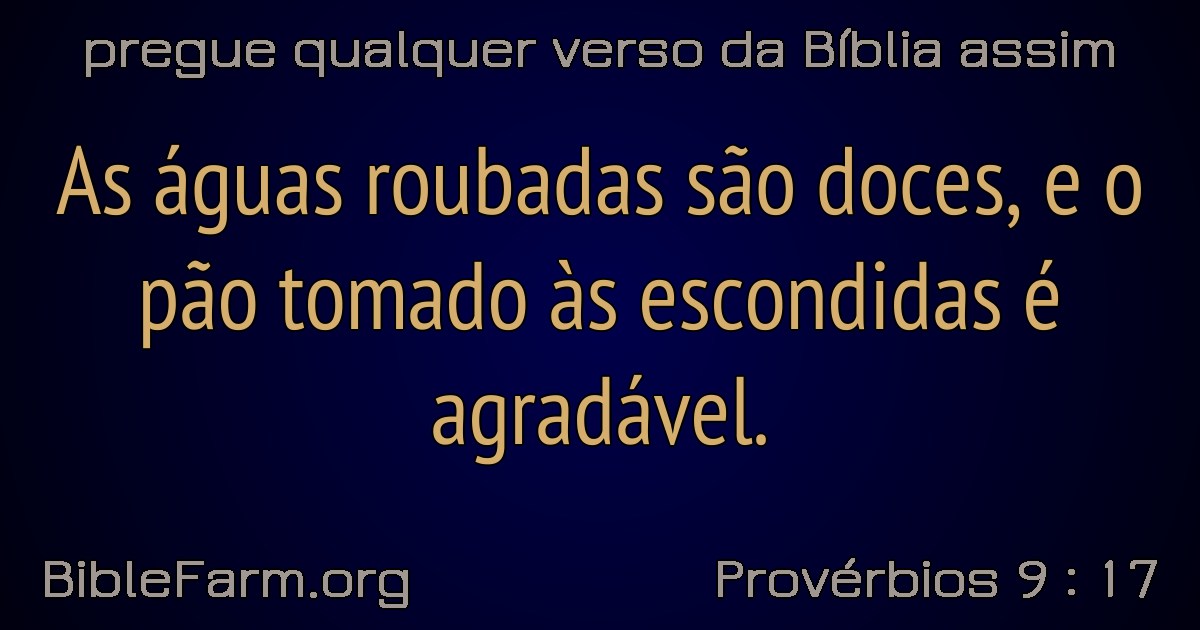 pregue qualquer verso da Bíblia assim
As águas roubadas são doces, e o
pão tomado às escondidas é
agradável.
BibleFarm.org
Provérbios 9 : 17